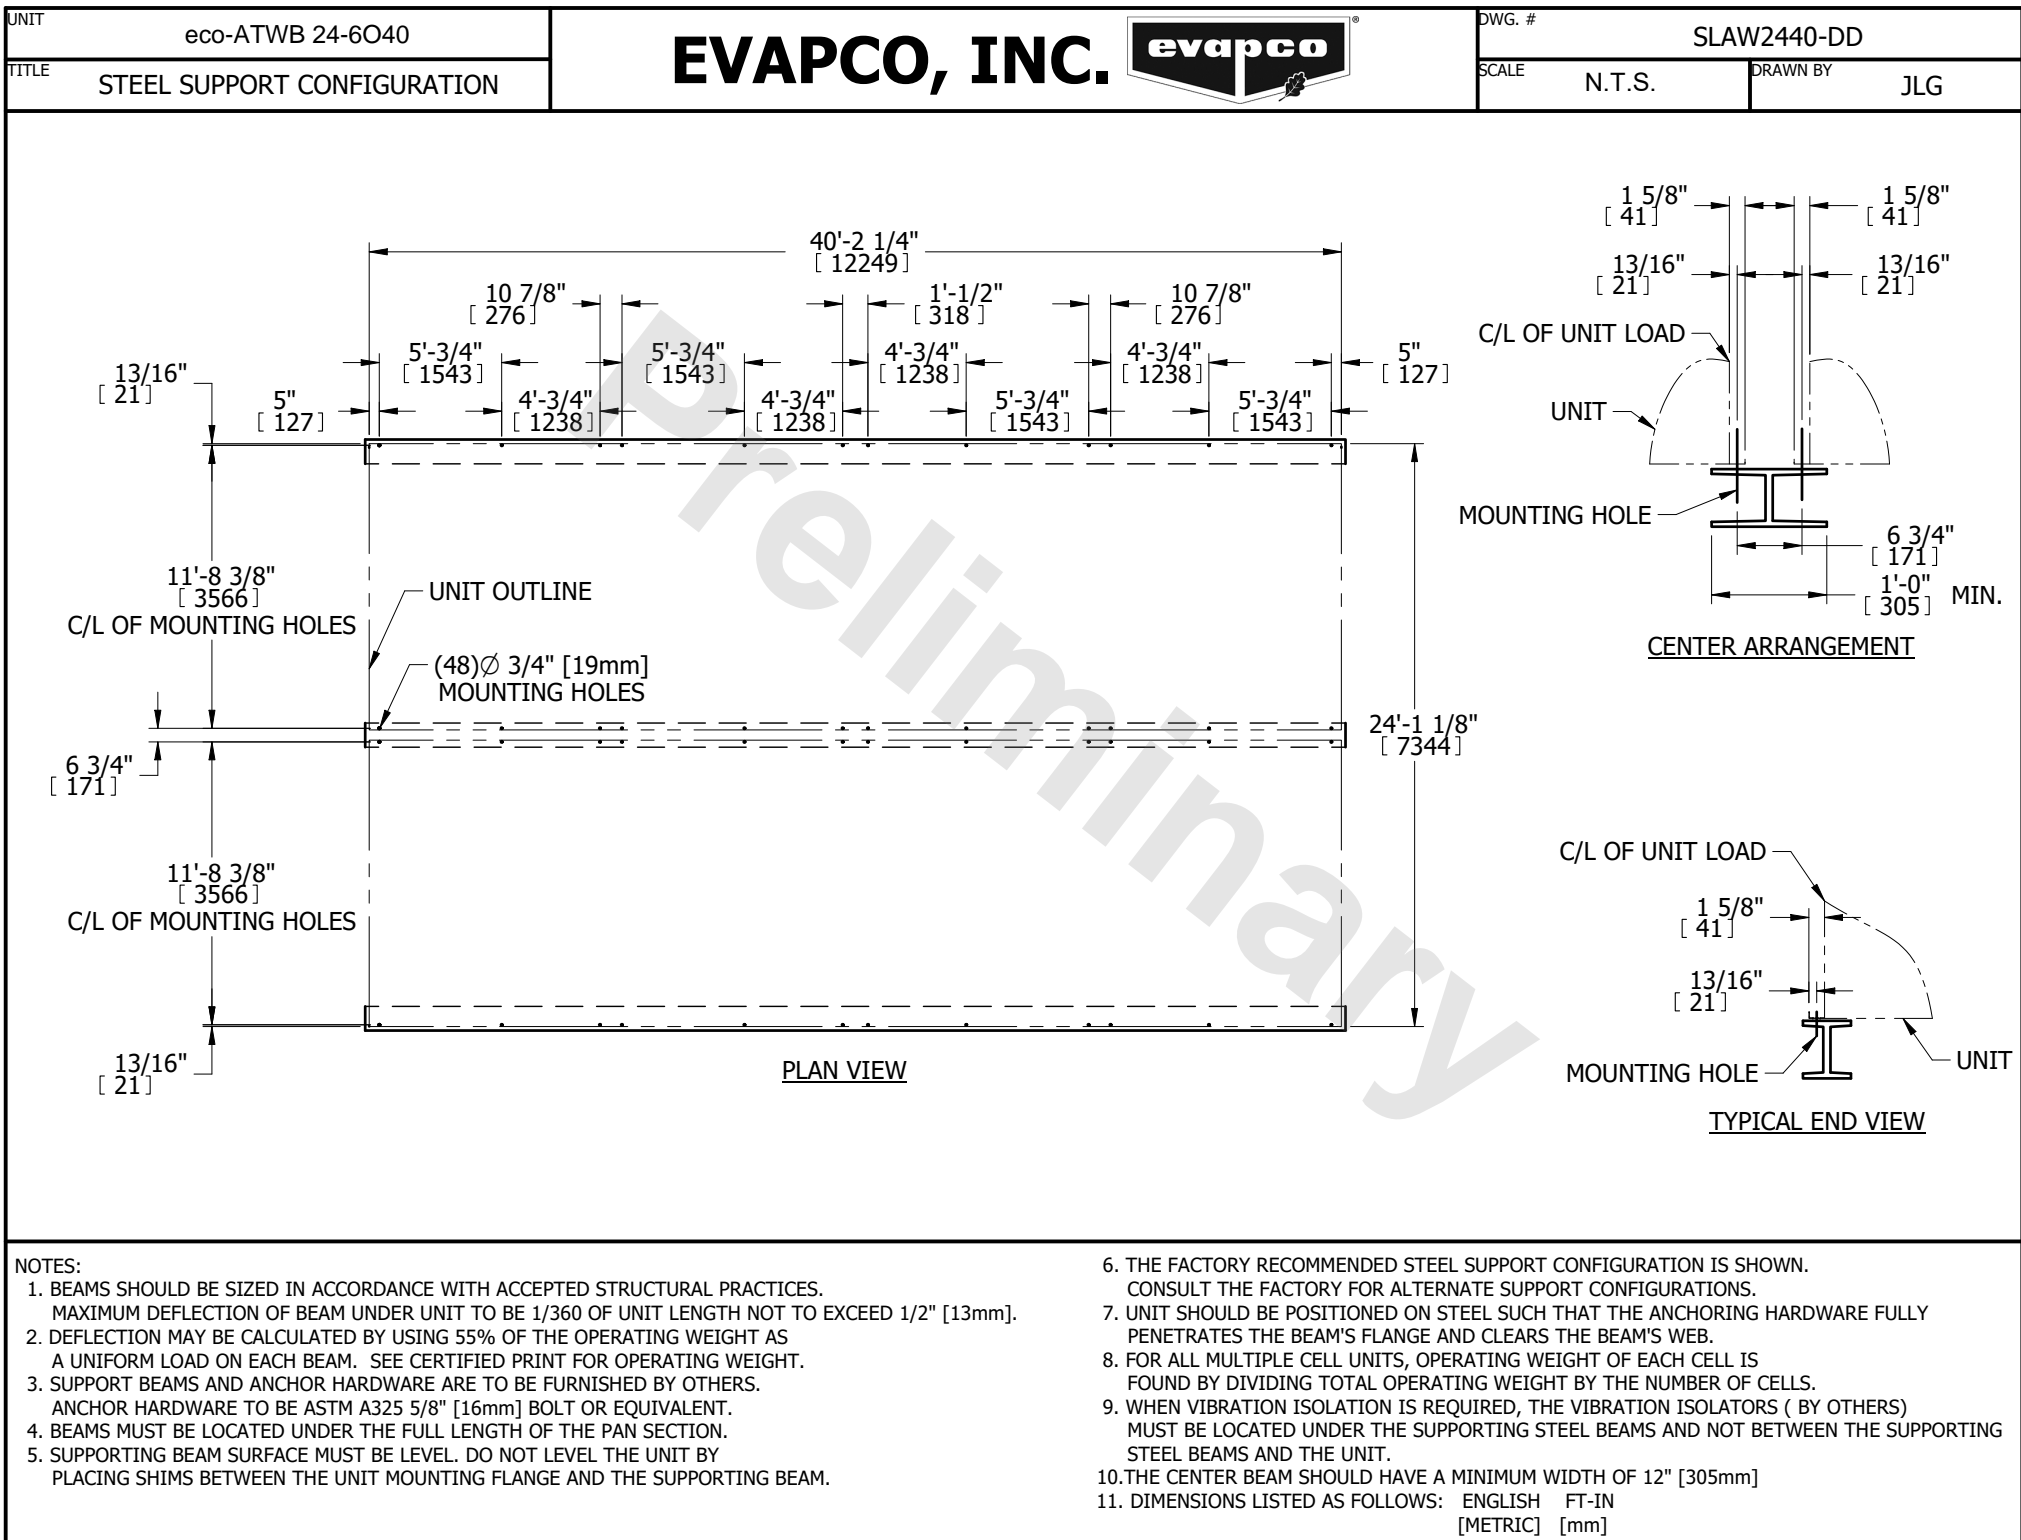 UNIT
eco-ATWB 24-6O40
TITLE
STEEL SUPPORT CONFIGURATION
EVAPCO, INC.
evapco
®
DWG. #
SLAW2440-DD
SCALE
N.T.S.
DRAWN BY
JLG
40'-2 1/4"
[ 12249]
10 7/8"
[ 276]
1'-1/2"
[ 318 ]
10 7/8"
[ 276]
5'-3/4"
[ 1543]
5'-3/4"
[ 1543]
4'-3/4"
[ 1238]
4'-3/4"
[ 1238]
5"
[ 127]
13/16"
[ 21]
5"
[ 127]
4'-3/4"
[ 1238]
4'-3/4"
[ 1238]
5'-3/4"
[ 1543]
5'-3/4"
[ 1543]
11'-8 3/8"
[ 3566]
C/L OF MOUNTING HOLES
UNIT OUTLINE
(48)Ø 3/4" [19mm]
MOUNTING HOLES
6 3/4"
[ 171]
24'-1 1/8"
[ 7344]
11'-8 3/8"
[ 3566]
C/L OF MOUNTING HOLES
13/16"
[ 21]
PLAN VIEW
Preliminary
1 5/8"
[ 41]
1 5/8"
[ 41]
13/16"
[ 21]
13/16"
[ 21]
C/L OF UNIT LOAD
UNIT
MOUNTING HOLE
6 3/4"
[ 171]
1'-0"
[ 305] MIN.
CENTER ARRANGEMENT
C/L OF UNIT LOAD
1 5/8"
[ 41]
13/16"
[ 21]
MOUNTING HOLE
UNIT
TYPICAL END VIEW
NOTES:
1. BEAMS SHOULD BE SIZED IN ACCORDANCE WITH ACCEPTED STRUCTURAL PRACTICES.
MAXIMUM DEFLECTION OF BEAM UNDER UNIT TO BE 1/360 OF UNIT LENGTH NOT TO EXCEED 1/2" [13mm].
2. DEFLECTION MAY BE CALCULATED BY USING 55% OF THE OPERATING WEIGHT AS
A UNIFORM LOAD ON EACH BEAM. SEE CERTIFIED PRINT FOR OPERATING WEIGHT.
3. SUPPORT BEAMS AND ANCHOR HARDWARE ARE TO BE FURNISHED BY OTHERS.
ANCHOR HARDWARE TO BE ASTM A325 5/8" [16mm] BOLT OR EQUIVALENT.
4. BEAMS MUST BE LOCATED UNDER THE FULL LENGTH OF THE PAN SECTION.
5. SUPPORTING BEAM SURFACE MUST BE LEVEL. DO NOT LEVEL THE UNIT BY
PLACING SHIMS BETWEEN THE UNIT MOUNTING FLANGE AND THE SUPPORTING BEAM.
6. THE FACTORY RECOMMENDED STEEL SUPPORT CONFIGURATION IS SHOWN.
CONSULT THE FACTORY FOR ALTERNATE SUPPORT CONFIGURATIONS.
7. UNIT SHOULD BE POSITIONED ON STEEL SUCH THAT THE ANCHORING HARDWARE FULLY
PENETRATES THE BEAM'S FLANGE AND CLEARS THE BEAM'S WEB.
8. FOR ALL MULTIPLE CELL UNITS, OPERATING WEIGHT OF EACH CELL IS
FOUND BY DIVIDING TOTAL OPERATING WEIGHT BY THE NUMBER OF CELLS.
9. WHEN VIBRATION ISOLATION IS REQUIRED, THE VIBRATION ISOLATORS ( BY OTHERS)
MUST BE LOCATED UNDER THE SUPPORTING STEEL BEAMS AND NOT BETWEEN THE SUPPORTING
STEEL BEAMS AND THE UNIT.
10.THE CENTER BEAM SHOULD HAVE A MINIMUM WIDTH OF 12" [305mm]
11. DIMENSIONS LISTED AS FOLLOWS: ENGLISH FT-IN
[METRIC] [mm]